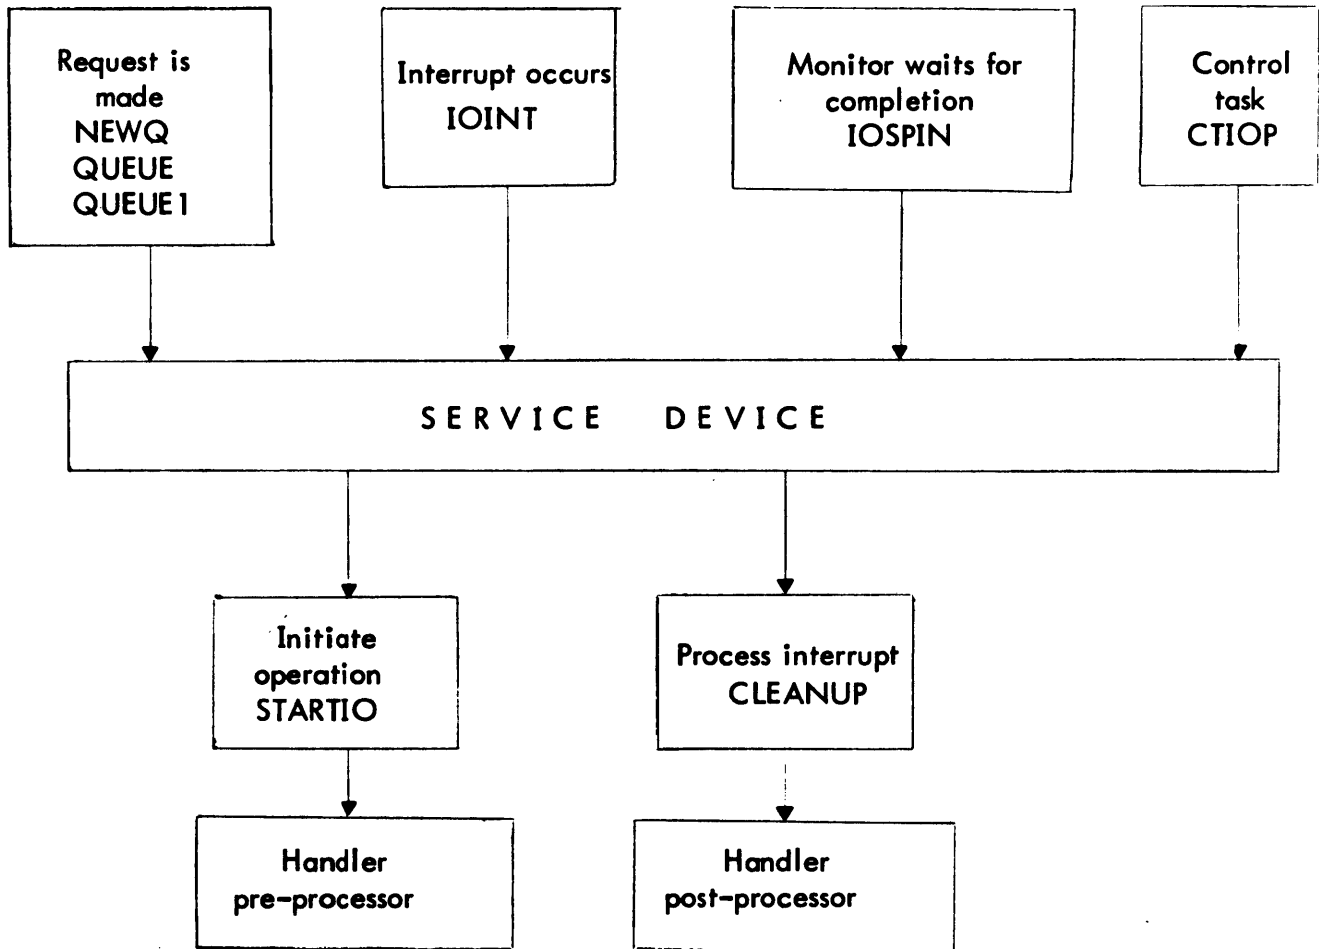 Request is
made
NEWQ
QUEUE
QUEUE1
Interrupt occurs
IOINT
Monitor waits for
completion
IOSPIN
Control
task
CTIOP
SERVICE DEVICE
Initiate
operation
STARTIO
Process interrupt
CLEANUP
Handler
pre-processor
Handler
post-processor